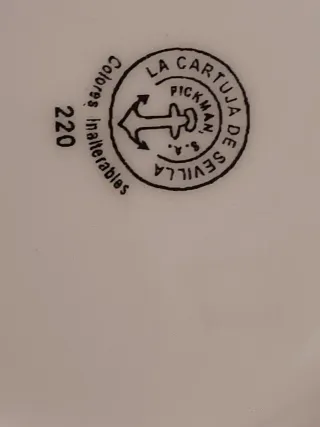 LA CARTUJA DE SEVILLA
PICKMAN, S.A.
Colores Inalterables
220